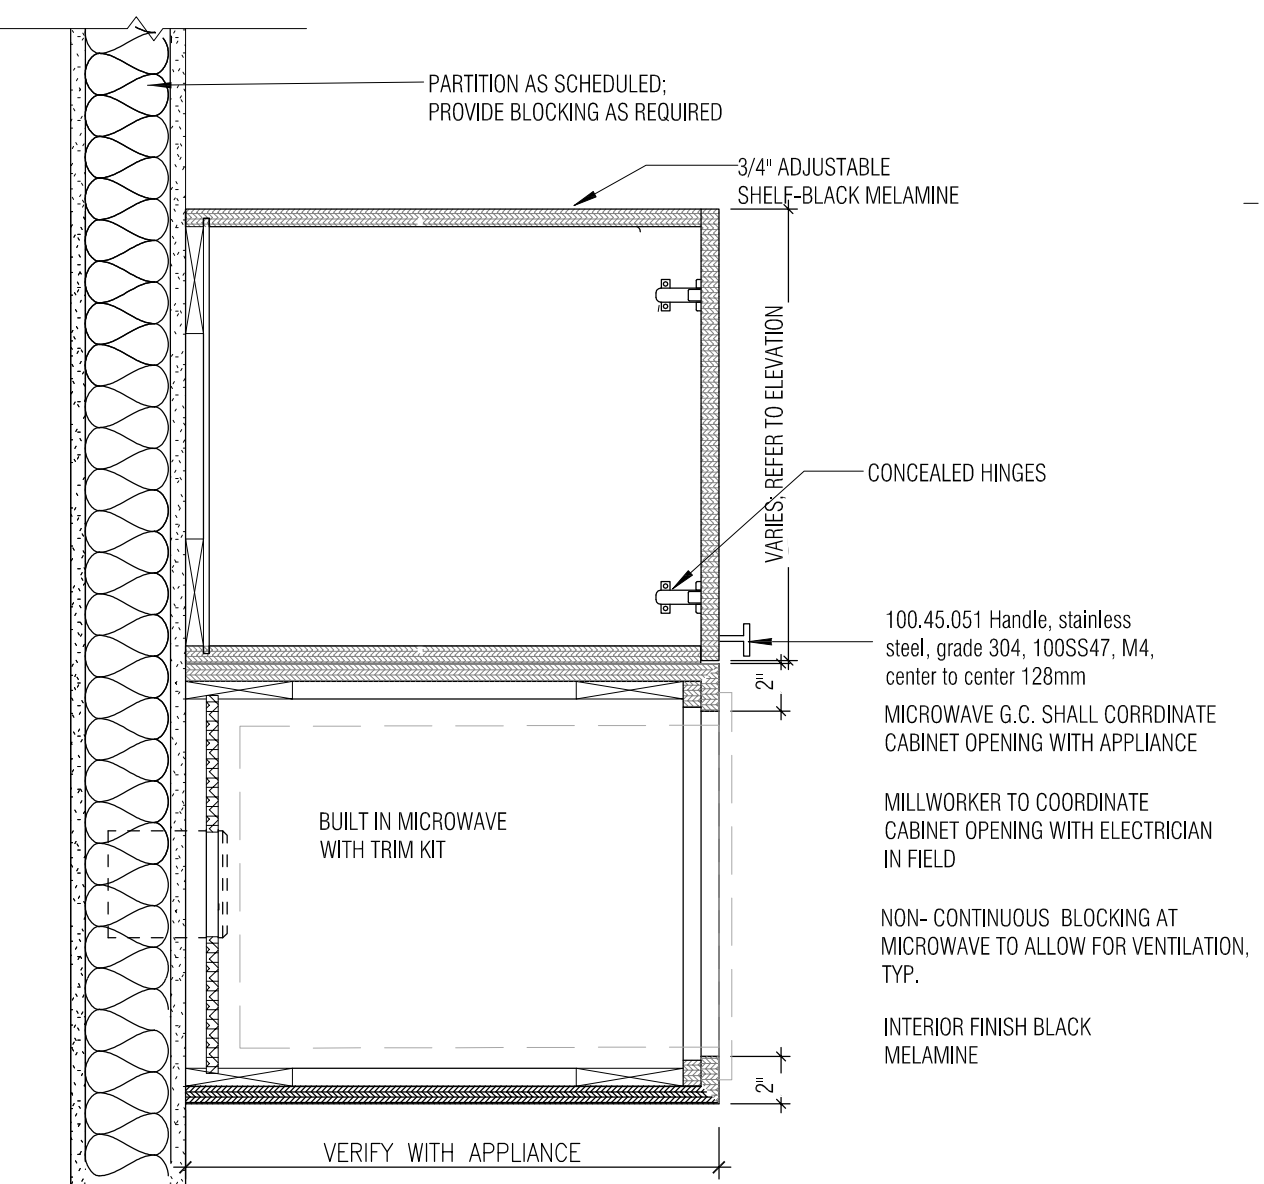 PARTITION AS SCHEDULED;
PROVIDE BLOCKING AS REQUIRED
3/4" ADJUSTABLE
SHELF-BLACK MELAMINE
VARIES; REFER TO ELEVATION
CONCEALED HINGES
100.45.051 Handle, stainless
steel, grade 304, 100SS47, M4,
center to center 128mm
2"
MICROWAVE G.C. SHALL CORRDINATE
CABINET OPENING WITH APPLIANCE
MILLWORKER TO COORDINATE
CABINET OPENING WITH ELECTRICIAN
IN FIELD
BUILT IN MICROWAVE
WITH TRIM KIT
NON- CONTINUOUS BLOCKING AT
MICROWAVE TO ALLOW FOR VENTILATION,
TYP.
INTERIOR FINISH BLACK
MELAMINE
2"
VERIFY WITH APPLIANCE